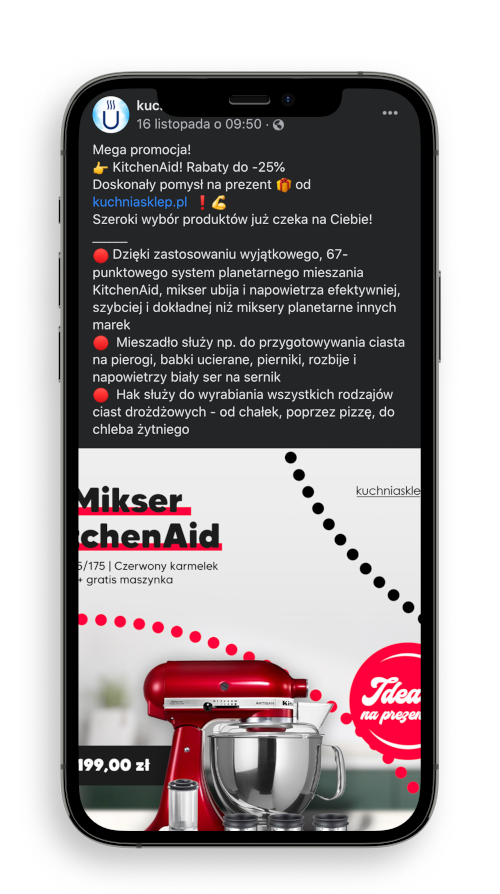 kuc
16 listopada o 09:50 ·
Mega promocja!
👉 KitchenAid! Rabaty do -25%
Doskonały pomysł na prezent 🎁 od
kuchniasklep.pl ❗💪
Szeroki wybór produktów już czeka na Ciebie!
_____
🔴 Dzięki zastosowaniu wyjątkowego, 67-
punktowego system planetarnego mieszania
KitchenAid, mikser ubija i napowietrza efektywniej,
szybciej i dokładniej niż miksery planetarne innych
marek
🔴 Mieszadło służy np. do przygotowywania ciasta
na pierogi, babki ucierane, pierniki, rozbije i
napowietrzy biały ser na sernik
🔴 Hak służy do wyrabiania wszystkich rodzajów
ciast drożdżowych - od chałek, poprzez pizzę, do
chleba żytniego
kuchniaskle
Mikser
tchenAid
5/175 | Czerwony karmelek
+ gratis maszynka
Idea
na prezen
ARTISAN
Ki
199,00 zł